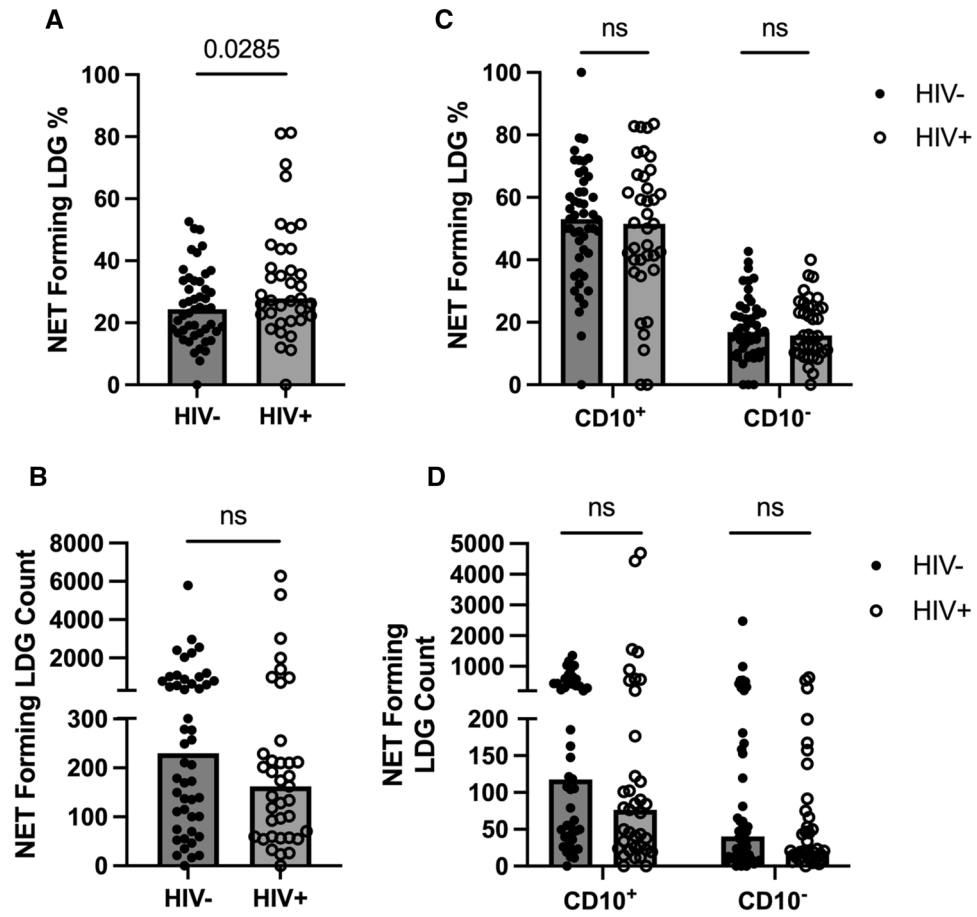 A
0.0285
NET Forming LDG %
100
80
60
40
20
0
HIV- HIV+
C
ns ns
NET Forming LDG %
100
80
60
40
20
0
CD10⁺ CD10⁻
HIV-
HIV+
B
ns
NET Forming LDG Count
8000
6000
4000
2000
300
200
100
0
HIV- HIV+
D
ns ns
NET Forming
LDG Count
5000
4000
3000
2000
1000
200
150
100
50
0
CD10⁺ CD10⁻
HIV-
HIV+